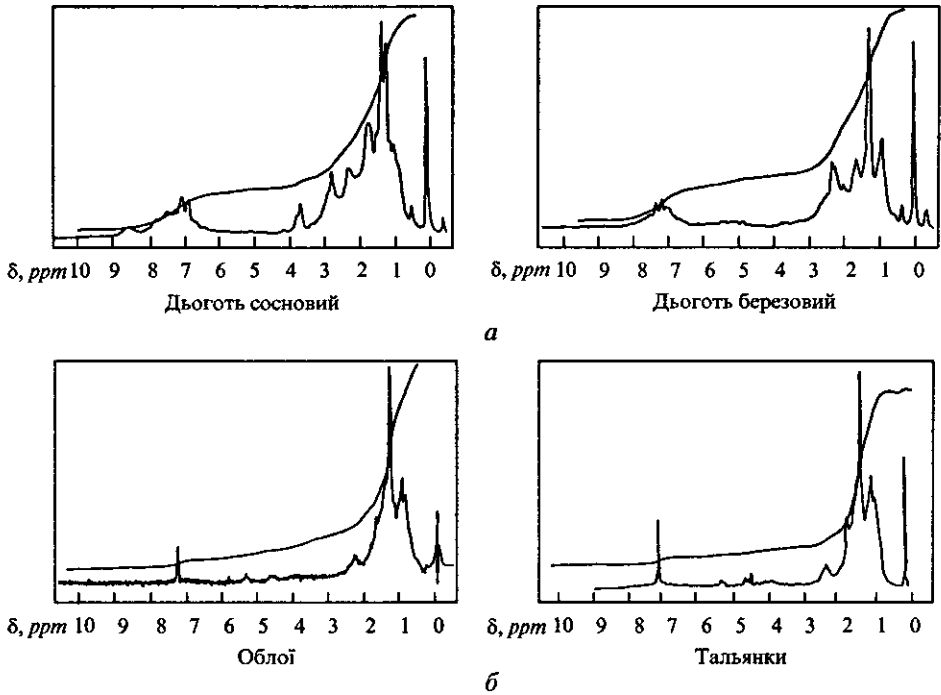 δ, ppm 10 9 8 7 6 5 4 3 2 1 0
Дьоготь сосновий
δ, ppm 10 9 8 7 6 5 4 3 2 1 0
Дьоготь березовий
а
δ, ppm 10 9 8 7 6 5 4 3 2 1 0
Облої
δ, ppm 10 9 8 7 6 5 4 3 2 1 0
Тальянки
б